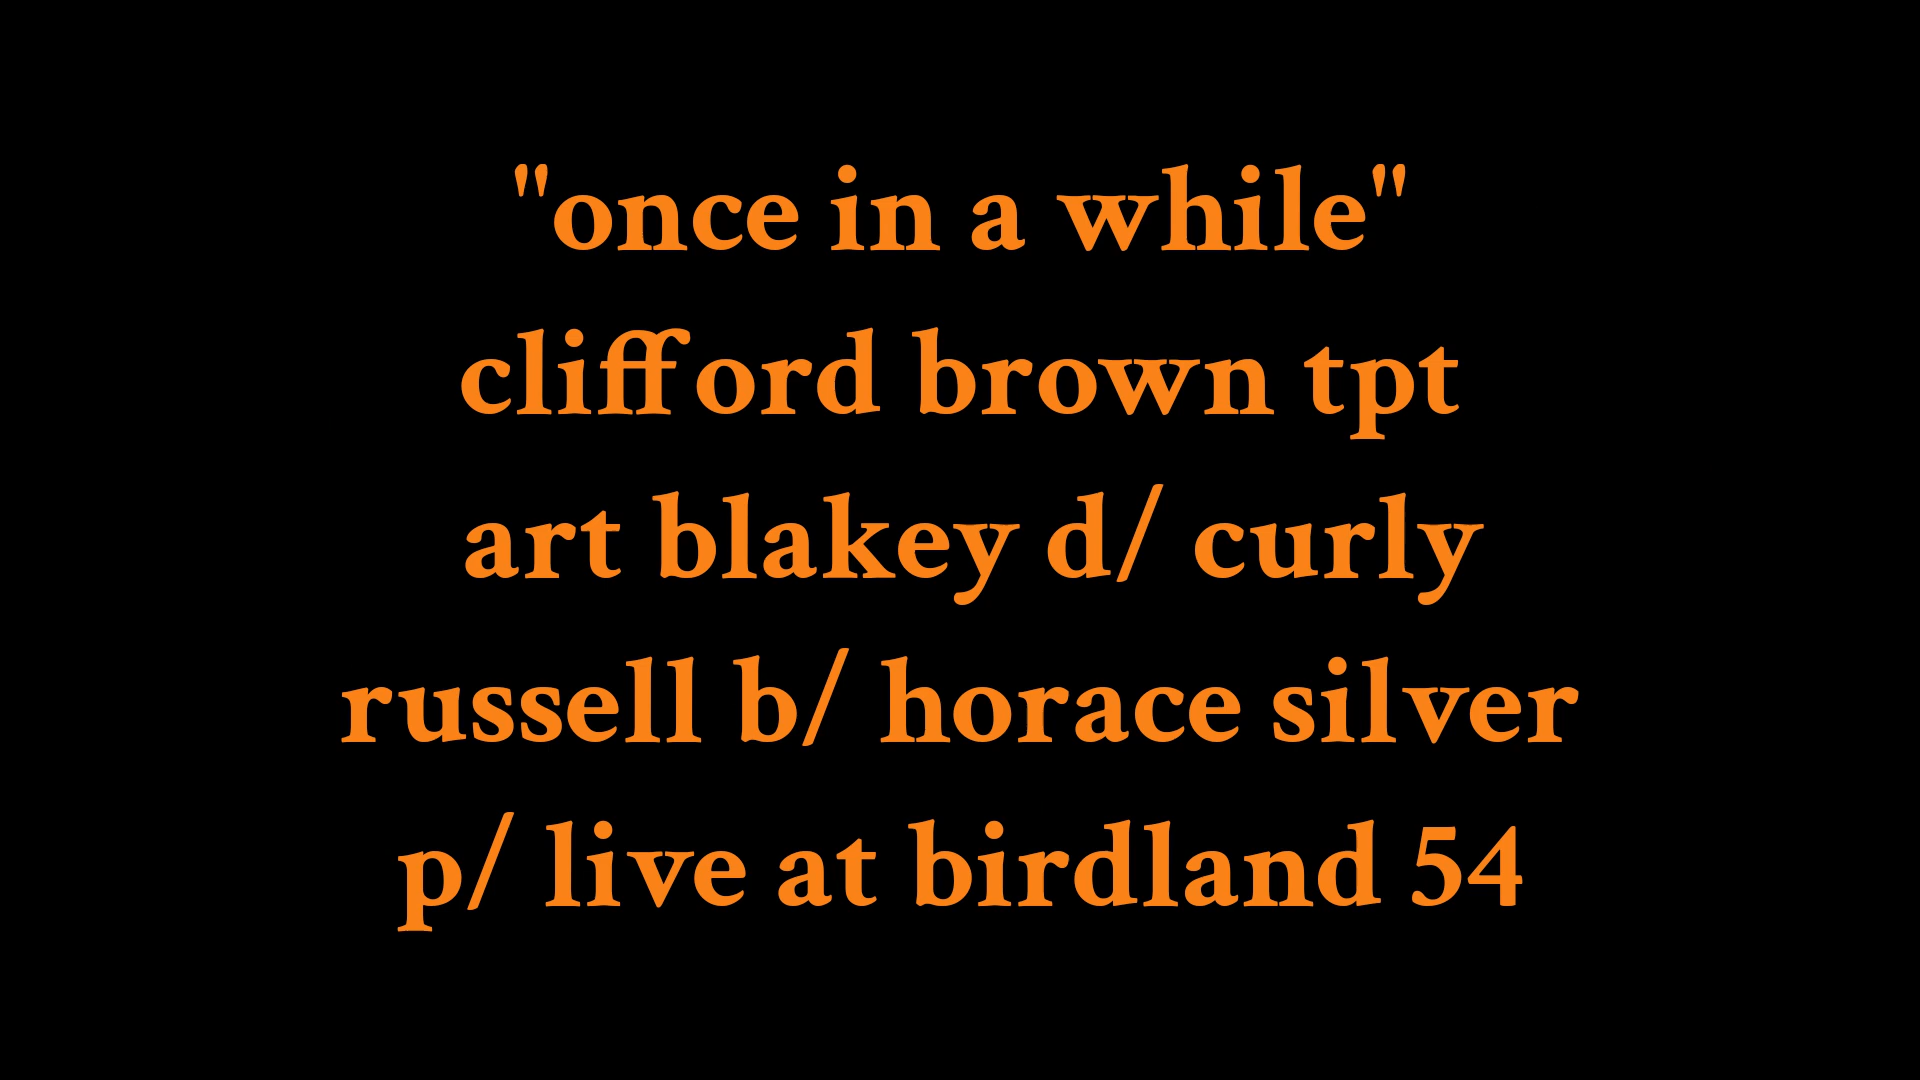 "once in a while"
clifford brown tpt
art blakey d/ curly
russell b/ horace silver
p/ live at birdland 54